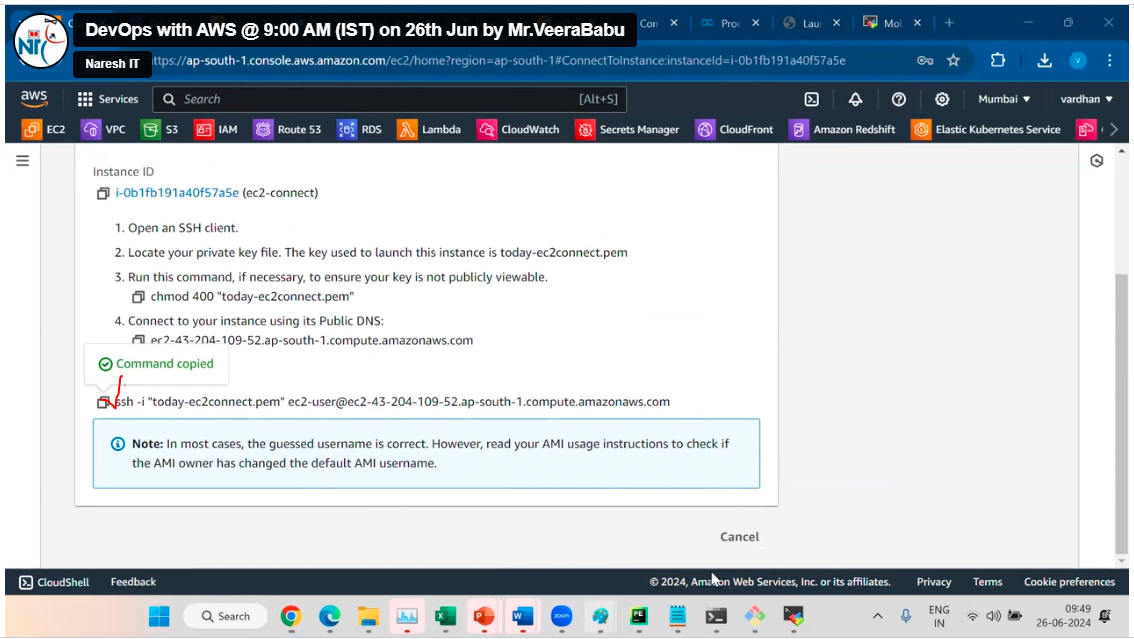 DevOps with AWS @ 9:00 AM (IST) on 26th Jun by Mr.VeeraBabu
Con
Proc
Lau
Mol
NiT
Naresh IT
https://ap-south-1.console.aws.amazon.com/ec2/home?region=ap-south-1#ConnectToInstance:instanceId=i-0b1fb191a40f57a5e
aws
Services
Search
[Alt+S]
Mumbai
vardhan
EC2
VPC
S3
IAM
Route 53
RDS
Lambda
CloudWatch
Secrets Manager
CloudFront
Amazon Redshift
Elastic Kubernetes Service
Instance ID
i-0b1fb191a40f57a5e (ec2-connect)
1. Open an SSH client.
2. Locate your private key file. The key used to launch this instance is today-ec2connect.pem
3. Run this command, if necessary, to ensure your key is not publicly viewable.
chmod 400 "today-ec2connect.pem"
4. Connect to your instance using its Public DNS:
ec2-43-204-109-52.ap-south-1.compute.amazonaws.com
Command copied
ssh -i "today-ec2connect.pem" ec2-user@ec2-43-204-109-52.ap-south-1.compute.amazonaws.com
Note: In most cases, the guessed username is correct. However, read your AMI usage instructions to check if
the AMI owner has changed the default AMI username.
Cancel
CloudShell
Feedback
© 2024, Amazon Web Services, Inc. or its affiliates.
Privacy
Terms
Cookie preferences
Search
zoom
ENG
IN
09:49
26-06-2024